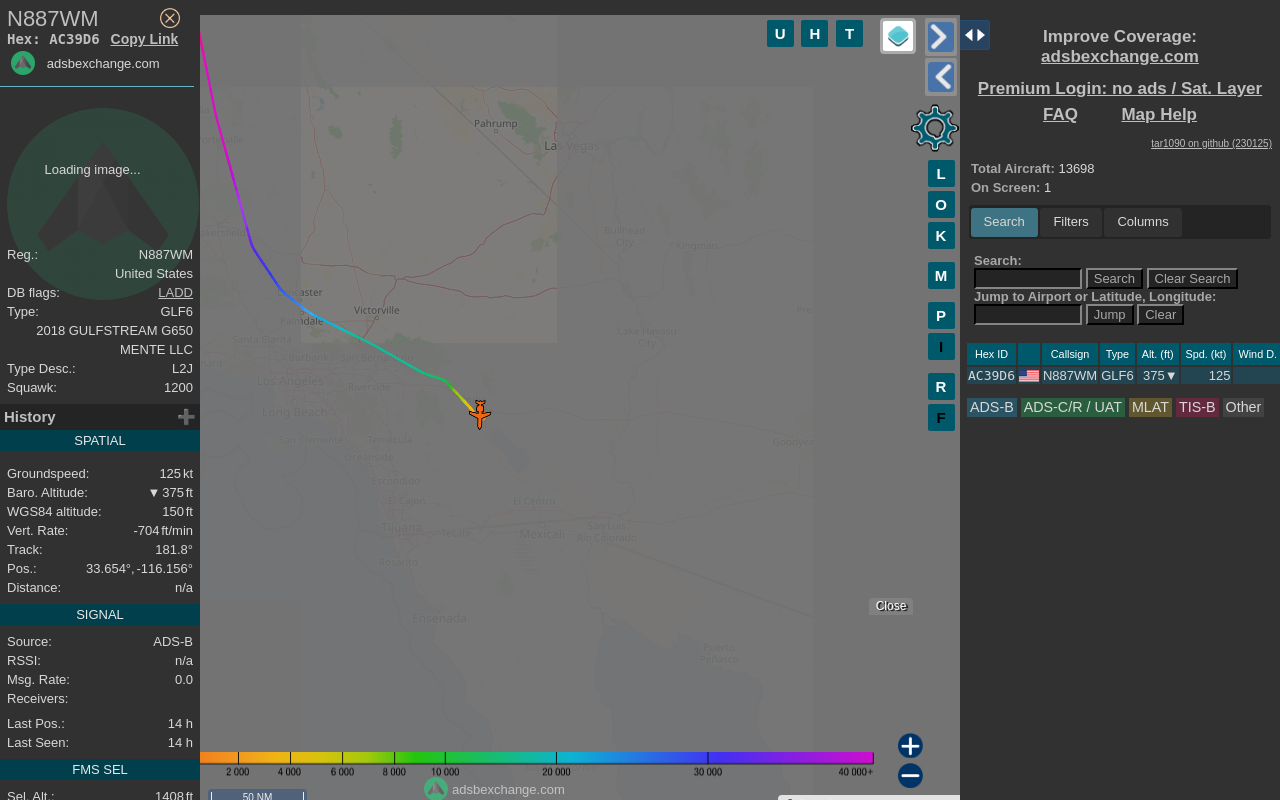 N887WM
Hex: AC39D6 Copy Link
adsbexchange.com
Loading image...
Reg.: N887WM
United States
DB flags: LADD
Type: GLF6
2018 GULFSTREAM G650
MENTE LLC
Type Desc.: L2J
Squawk: 1200
History
SPATIAL
Groundspeed: 125 kt
Baro. Altitude: ▼ 375 ft
WGS84 altitude: 150 ft
Vert. Rate: -704 ft/min
Track: 181.8°
Pos.: 33.654°, -116.156°
Distance: n/a
SIGNAL
Source: ADS-B
RSSI: n/a
Msg. Rate: 0.0
Receivers:
Last Pos.: 14 h
Last Seen: 14 h
FMS SEL
Sel. Alt.: 1408 ft
U H T
Pahrump
Las Vegas
Bullhead
City
Kingman
Lancaster
Palmdale
Victorville
Santa Clarita
Lake Havasu
City
Burbank
San Bernardino
Los Angeles
Riverside
Long Beach
San Clemente
Temecula
Oceanside
Escondido
Goodyear
El Cajon
El Centro
Tijuana
Tecate
Mexicali
San Luis
Río Colorado
Rosarito
Ensenada
Puerto
Peñasco
L
O
K
M
P
I
R
F
Close
2 000 4 000 6 000 8 000 10 000 20 000 30 000 40 000+
adsbexchange.com
50 NM
Improve Coverage:
adsbexchange.com
Premium Login: no ads / Sat. Layer
FAQ Map Help
tar1090 on github (230125)
Total Aircraft: 13698
On Screen: 1
Search Filters Columns
Search:
Search Clear Search
Jump to Airport or Latitude, Longitude:
Jump Clear
Hex ID Callsign Type Alt. (ft) Spd. (kt) Wind D.
AC39D6 N887WM GLF6 375▼ 125
ADS-B ADS-C/R / UAT MLAT TIS-B Other